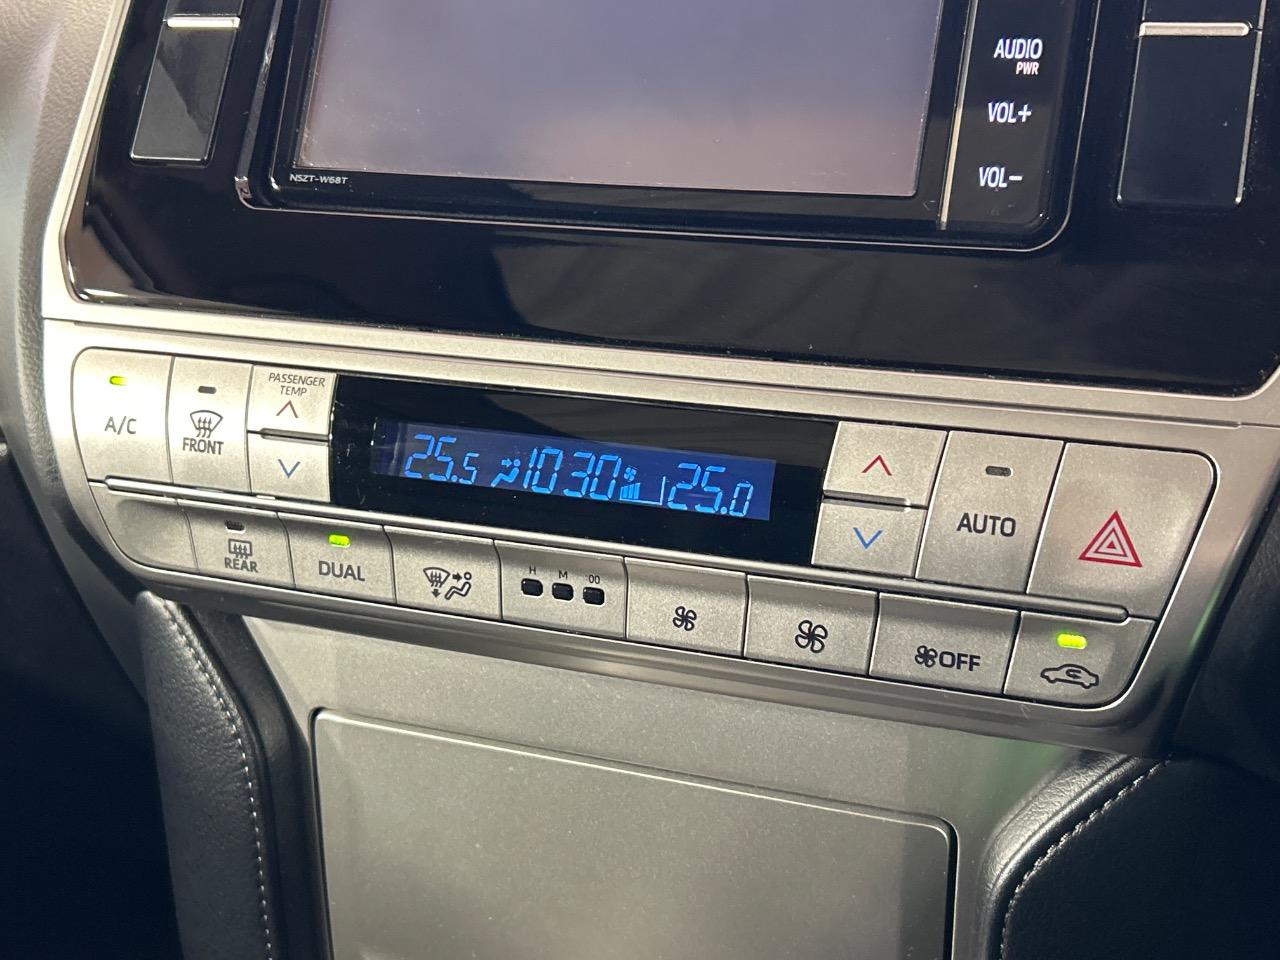 AUDIO
PWR
VOL+
VOL-
NSZT-W68T
A/C
FRONT
PASSENGER
TEMP
25.5
10 30
25.0
AUTO
REAR
DUAL
H M :00
OFF